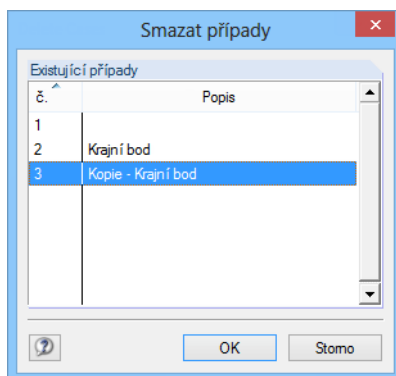 Smazat případy
Existující případy
č. Popis
1
2 Krajní bod
3 Kopie - Krajní bod
OK Storno